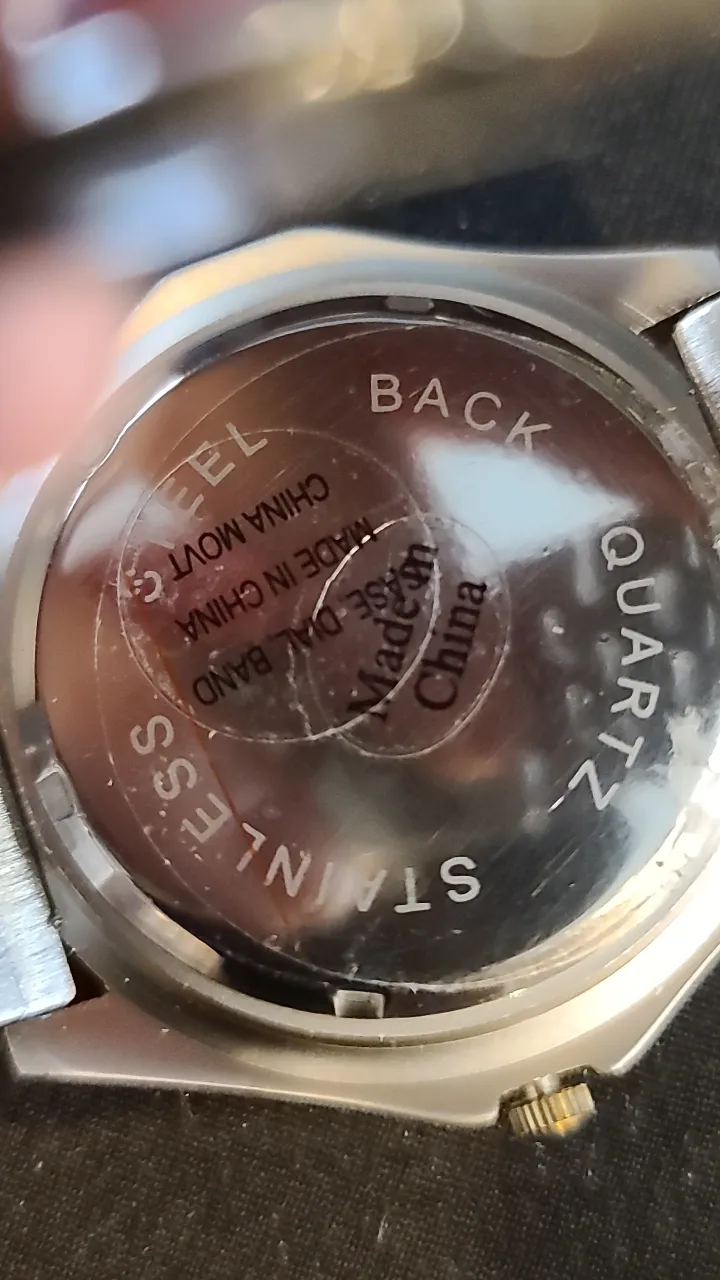 STAINLESS STEEL BACK
QUARTZ
CHINA MOVT
MADE IN CHINA
CASE DIAL BAND
Made in
China